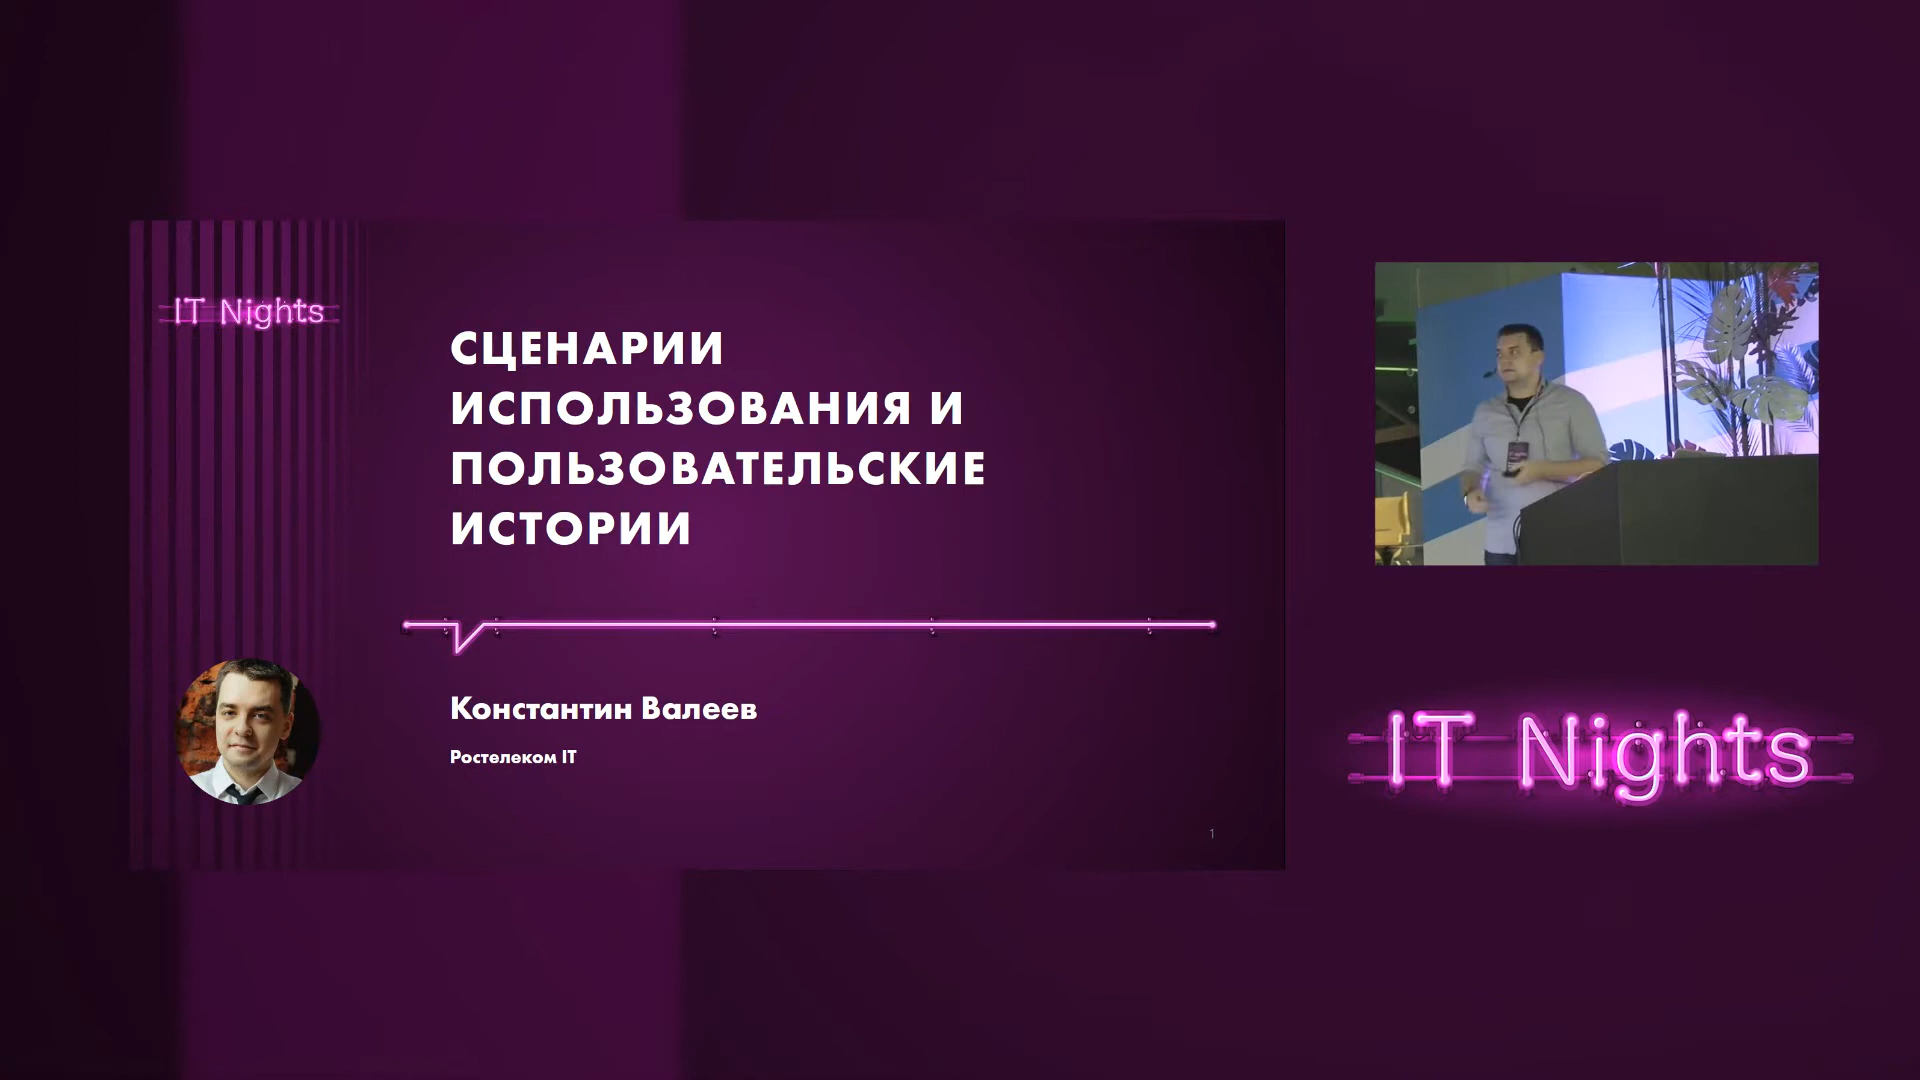 IT Nights
СЦЕНАРИИ
ИСПОЛЬЗОВАНИЯ И
ПОЛЬЗОВАТЕЛЬСКИЕ
ИСТОРИИ
Константин Валеев
Ростелеком IT
1
IT Nights